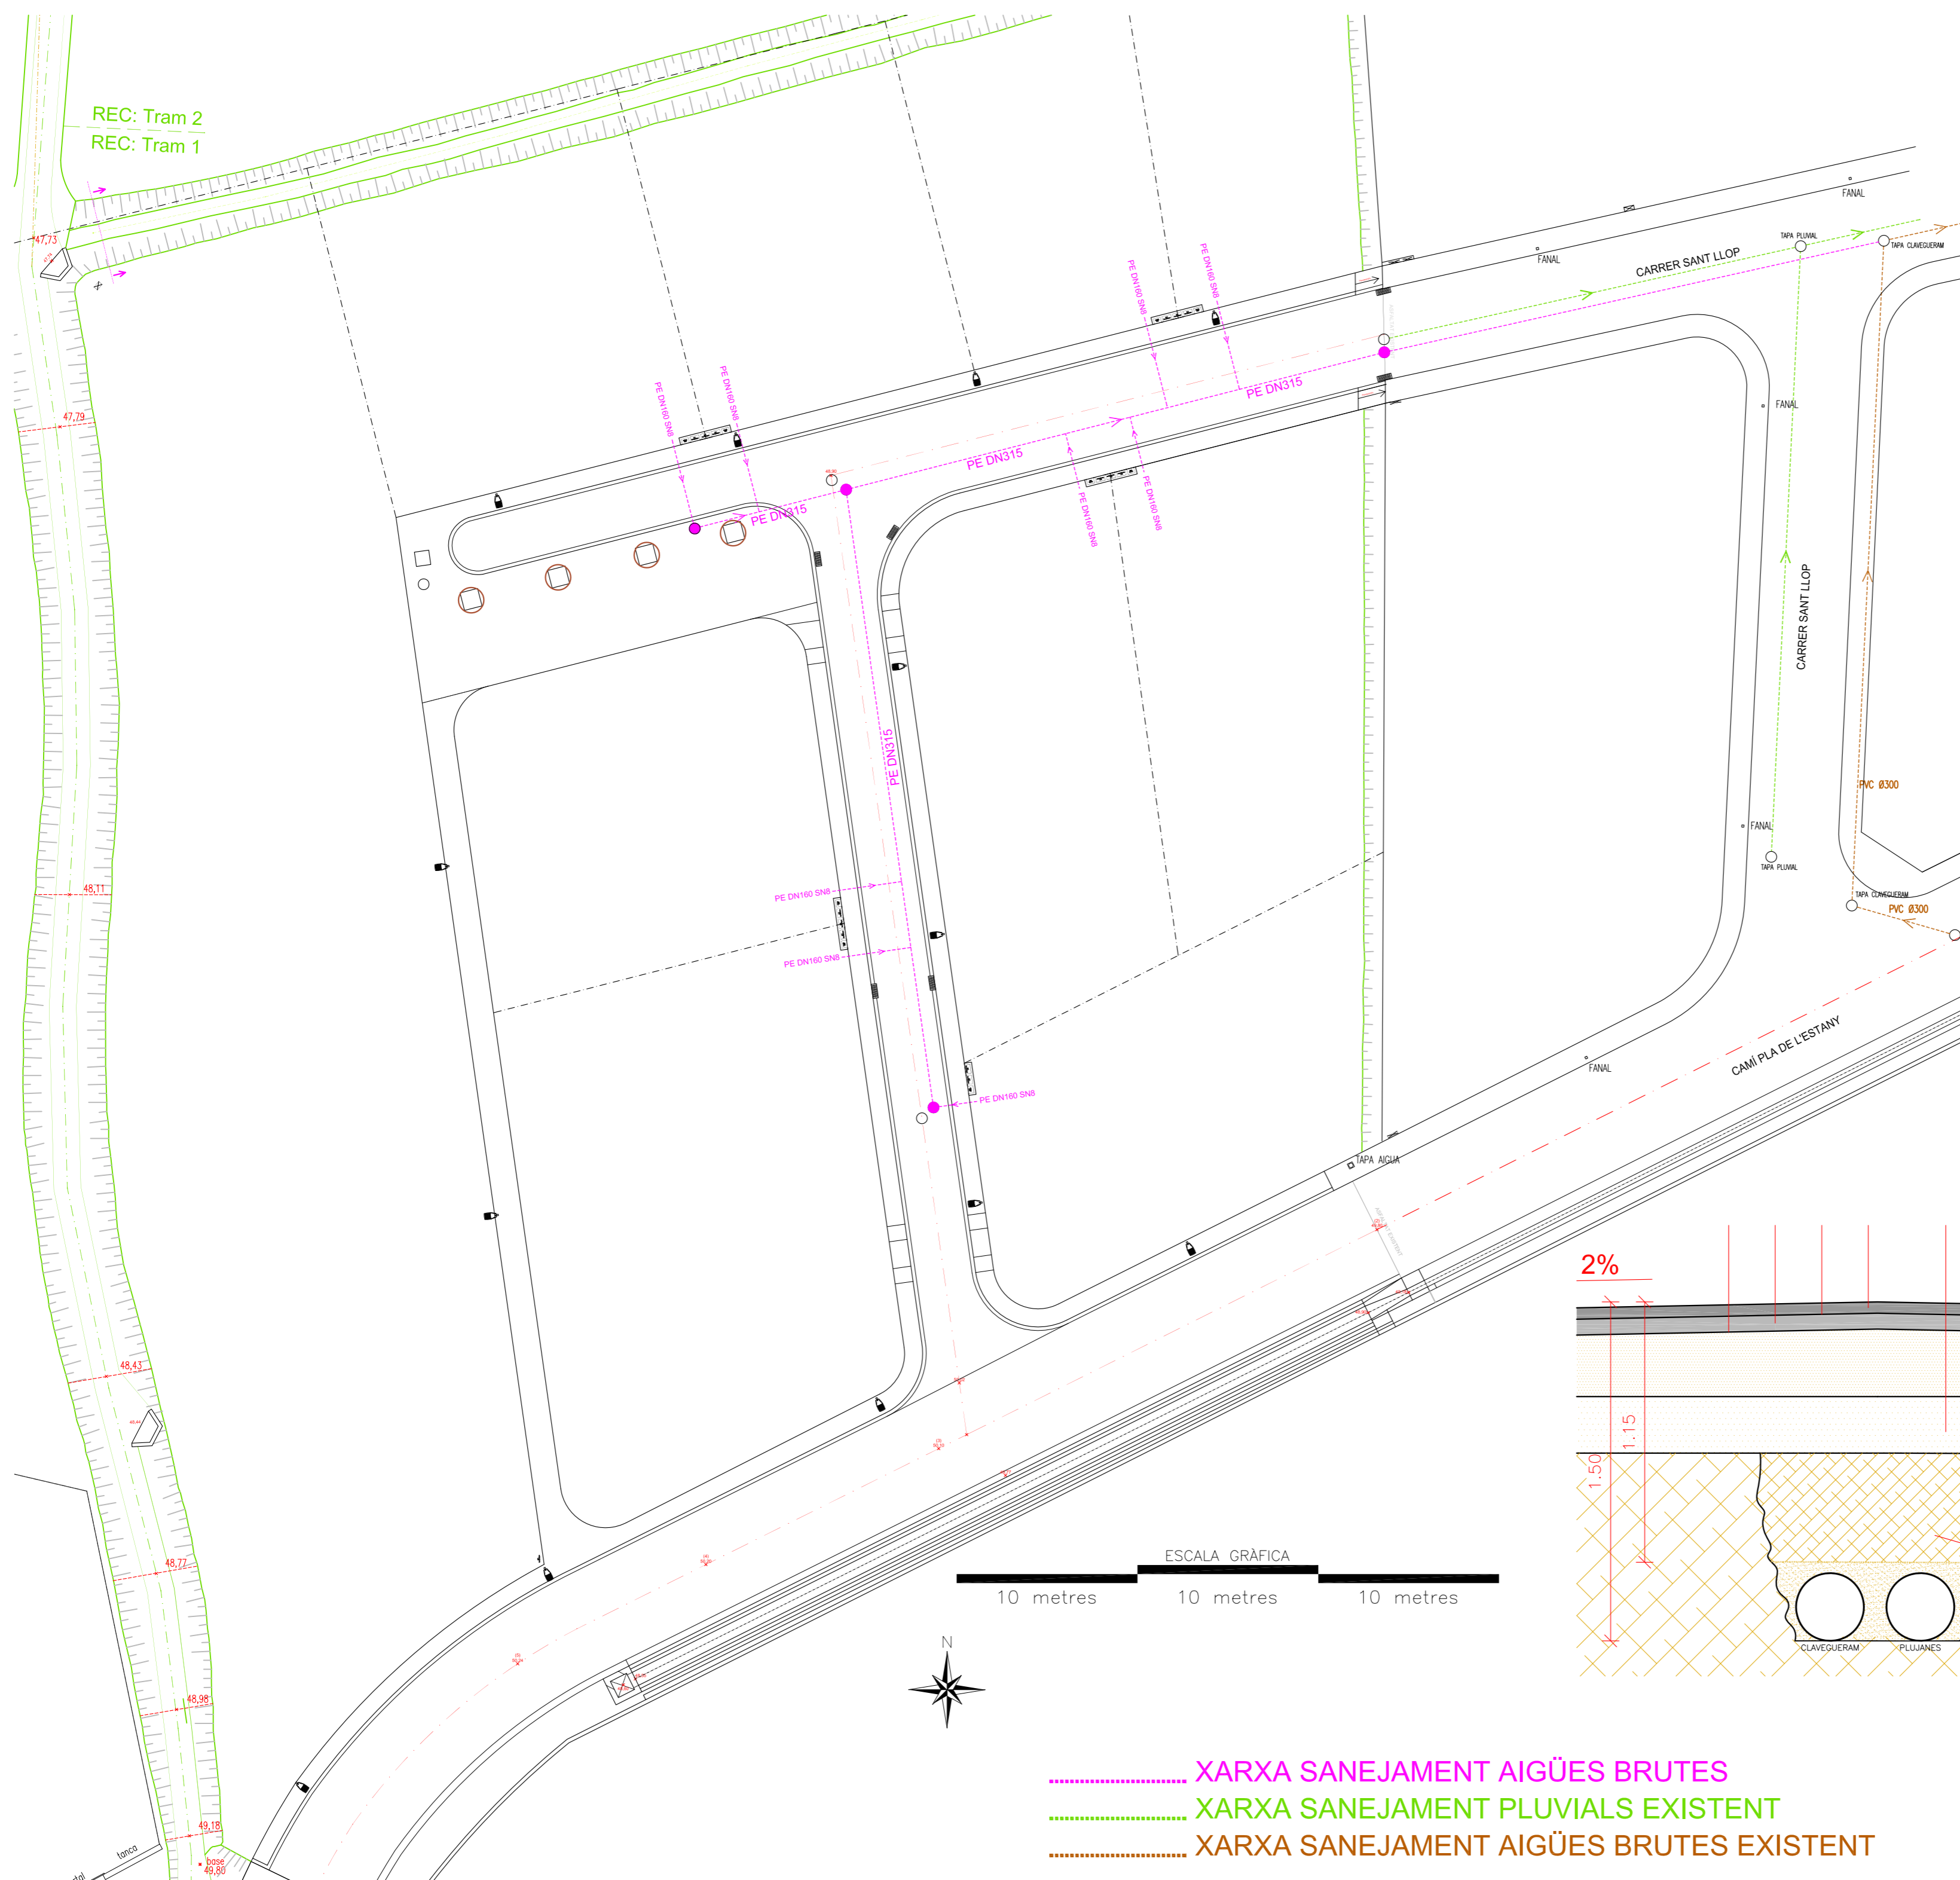 REC: Tram 2
REC: Tram 1
47,73
47,79
48,11
48,43
48,77
48,98
49,18
base
49,80
tanca
FANAL
FANAL
TAPA PLUVIAL
TAPA CLAVEGUERAM
CARRER SANT LLOP
PE DN160 SN8
PE DN160 SN8
PE DN160 SN8
PE DN160 SN8
PE DN315
PE DN315
PE DN315
PE DN160 SN8
PE DN160 SN8
FANAL
CARRER SANT LLOP
PE DN315
PVC Ø300
FANAL
TAPA PLUVIAL
TAPA CLAVEGUERAM
PVC Ø300
PE DN160 SN8
PE DN160 SN8
PE DN160 SN8
CAMÍ PLA DE L'ESTANY
FANAL
TAPA AIGUA
ASFALTAT EXISTENT
2%
1.15
1.50
CLAVEGUERAM
PLUJANES
ESCALA GRÀFICA
10 metres
10 metres
10 metres
N
XARXA SANEJAMENT AIGÜES BRUTES
XARXA SANEJAMENT PLUVIALS EXISTENT
XARXA SANEJAMENT AIGÜES BRUTES EXISTENT